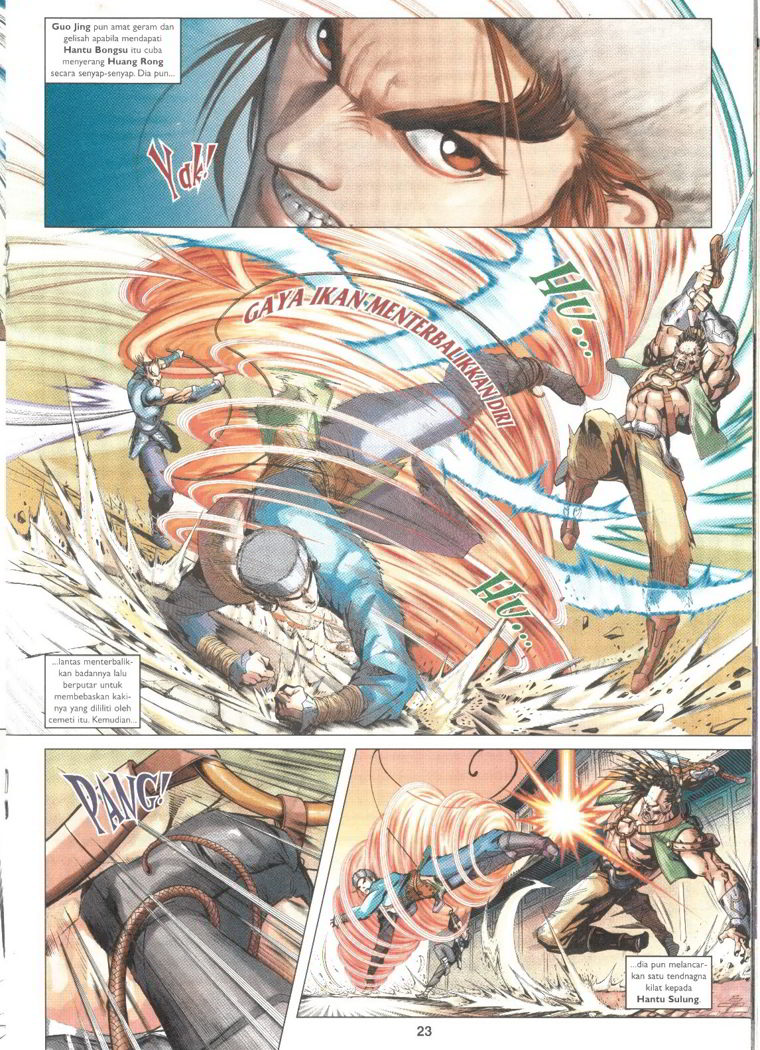 Guo Jing pun amat geram dan
gelisah apabila mendapati
Hantu Bongsu itu cuba
menyerang Huang Rong
secara senyap-senyap. Dia pun...
Yak!
GAYA IKAN MENTERBALIKKAN DIRI
HU...
HU...
...lantas menterbalik-
kan badannya lalu
berputar untuk
membebaskan kaki-
nya yang dililiti oleh
cemeti itu. Kemudian...
PANG!
...dia pun melancar-
kan satu tendnagna
kilat kepada
Hantu Sulung.
23